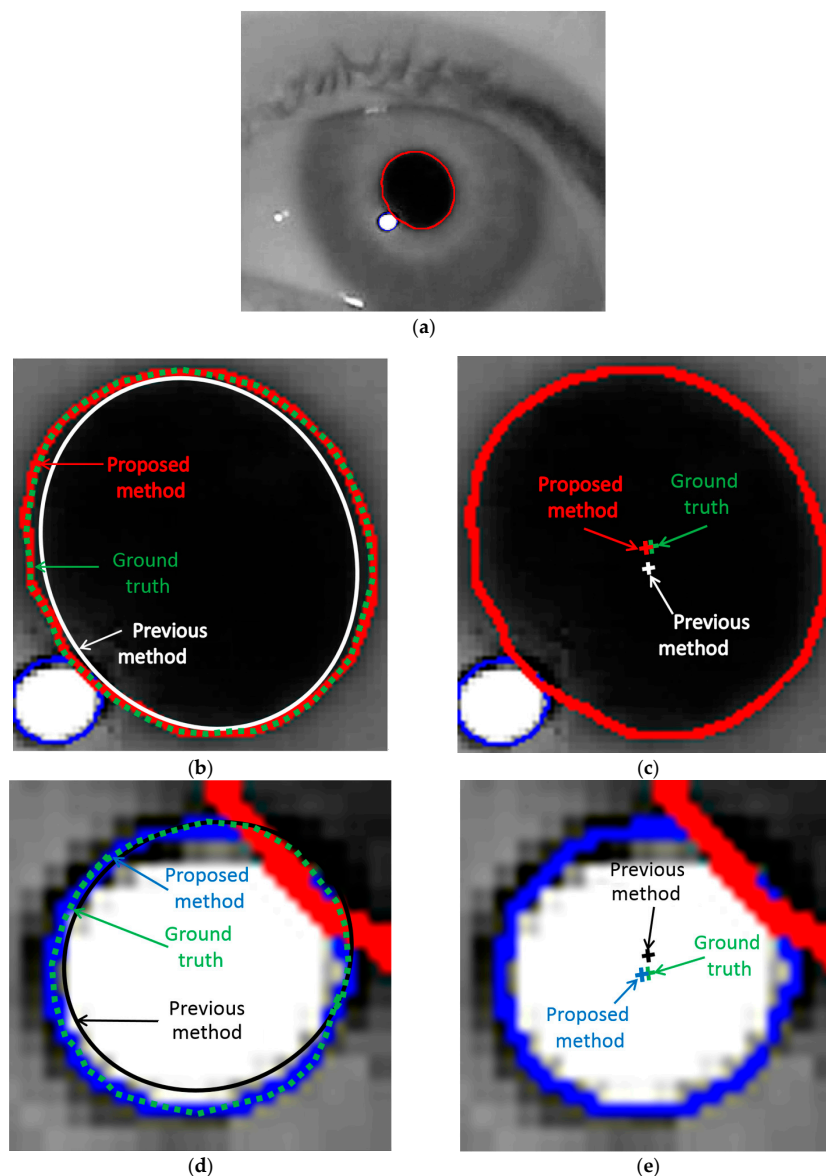 (a)
Proposed
method
Ground
truth
Previous
method
(b)
Proposed
method
Ground
truth
Previous
method
(c)
Proposed
method
Ground
truth
Previous
method
(d)
Previous
method
Ground
truth
Proposed
method
(e)